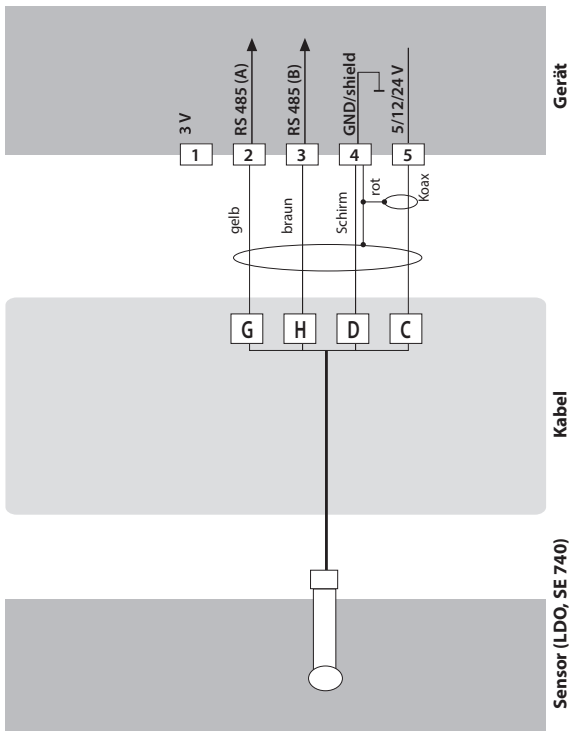 3 V
RS 485 (A)
RS 485 (B)
GND/shield
5/12/24 V
Gerät
1
2
3
4
5
gelb
braun
Schirm
rot
Koax
G
H
D
C
Kabel
Sensor (LDO, SE 740)